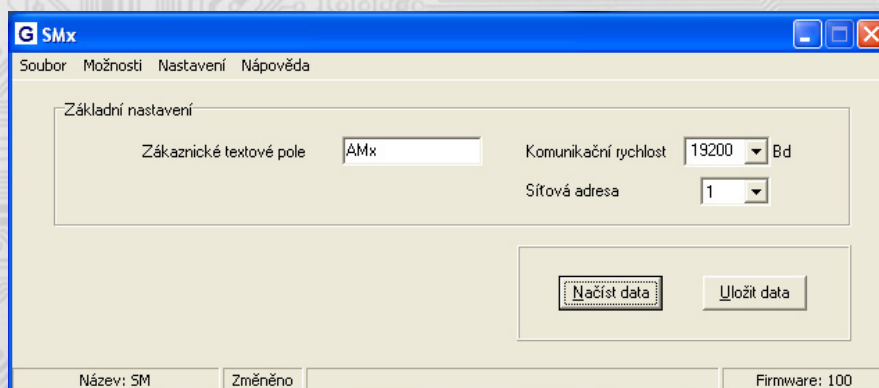 G SMx
Soubor Možnosti Nastavení Nápověda
Základní nastavení
Zákaznické textové pole AMx Komunikační rychlost 19200 Bd
Síťová adresa 1
Načíst data Uložit data
Název: SM Změněno Firmware: 100